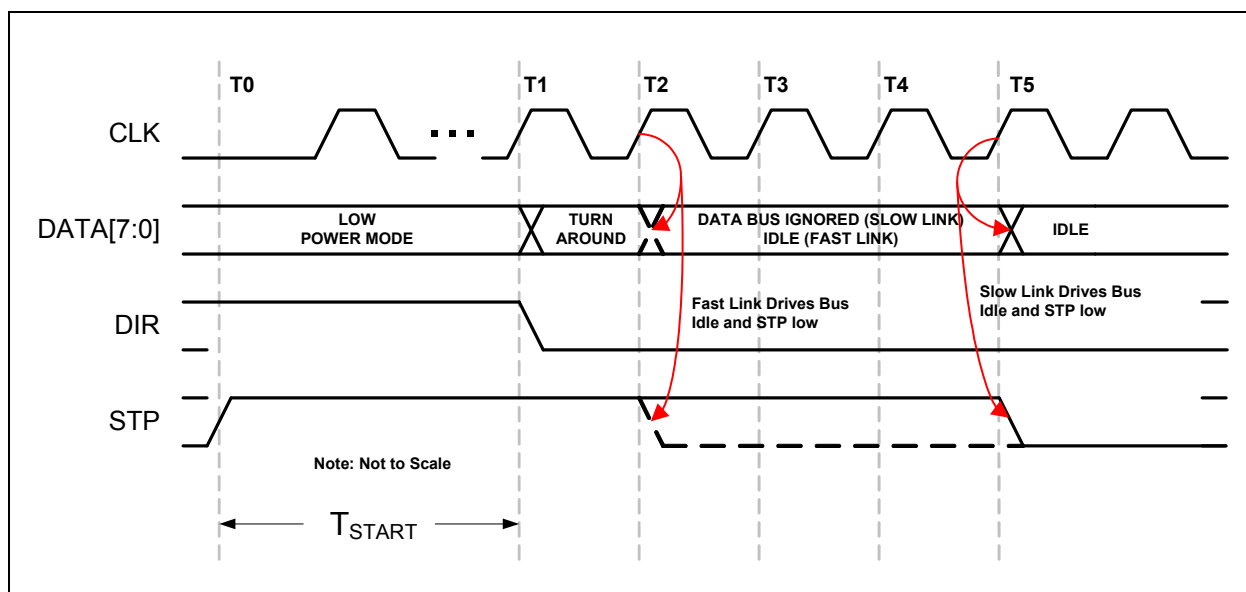 T0 T1 T2 T3 T4 T5
CLK
DATA[7:0]
LOW
POWER MODE
TURN
AROUND
DATA BUS IGNORED (SLOW LINK)
IDLE (FAST LINK)
IDLE
Fast Link Drives Bus
Idle and STP low
Slow Link Drives Bus
Idle and STP low
DIR
STP
Note: Not to Scale
TSTART